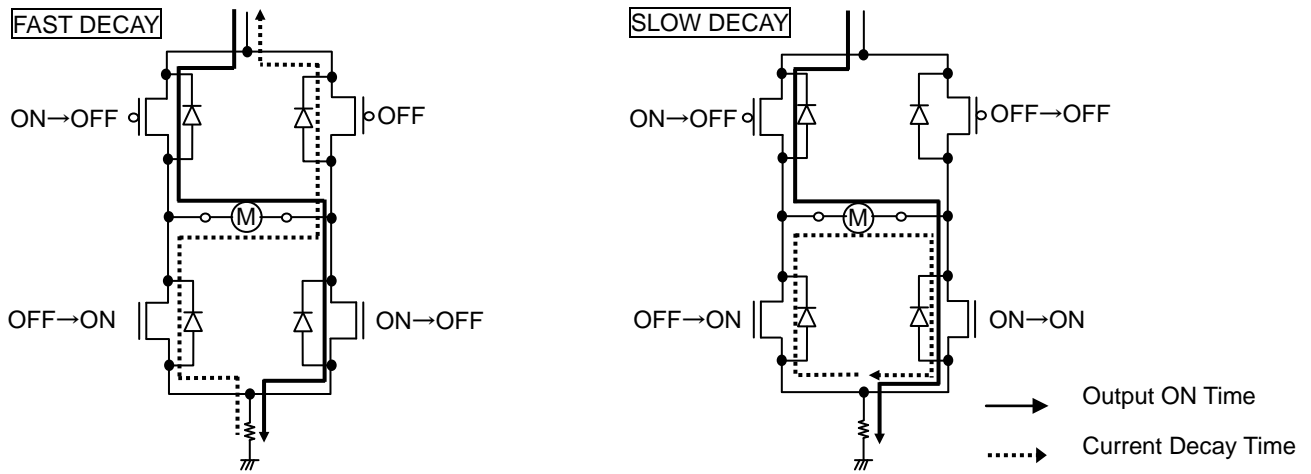 FAST DECAY
ON→OFF
OFF
M
OFF→ON
ON→OFF
SLOW DECAY
ON→OFF
OFF→OFF
M
OFF→ON
ON→ON
Output ON Time
Current Decay Time